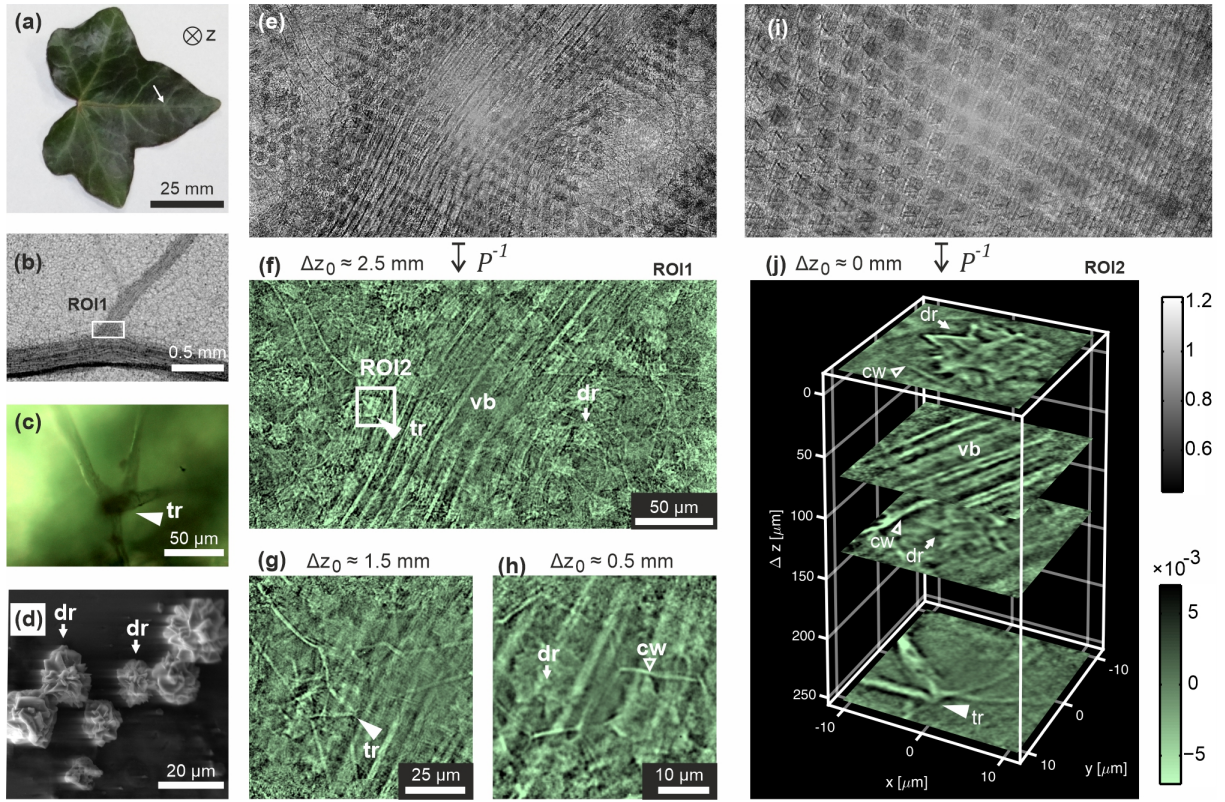 (a)
⊗ z
25 mm
(b)
ROI1
0.5 mm
(c)
tr
50 µm
(d)
dr
dr
20 µm
(e)
P⁻¹
(f)
Δz₀ ≈ 2.5 mm
ROI1
ROI2
tr
vb
dr
50 µm
(g)
Δz₀ ≈ 1.5 mm
tr
25 µm
(h)
Δz₀ ≈ 0.5 mm
dr
cw
10 µm
(i)
P⁻¹
(j)
Δz₀ ≈ 0 mm
ROI2
dr
cw
vb
cw
dr
tr
0
50
100
150
200
250
Δ z [µm]
-10
0
10
x [µm]
-10
0
10
y [µm]
1.2
1
0.8
0.6
×10⁻³
5
0
−5